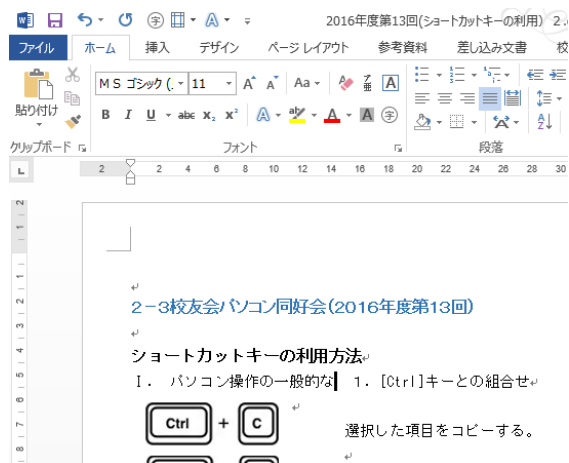 2016年度第13回(ショートカットキーの利用) 2.
ファイル ホーム 挿入 デザイン ページ レイアウト 参考資料 差し込み文書 校
貼り付け
MS ゴシック (. 11 A A Aa A
B I U abc X₂ X² A ab A A 字
クリップボード フォント 段落
L 2 2 4 6 8 10 12 14 16 18 20 22 24 26 28 30
2－3校友会パソコン同好会(2016年度第13回)
ショートカットキーの利用方法
Ⅰ. パソコン操作の一般的な 1. [Ctrl]キーとの組合せ
Ctrl + C
選択した項目をコピーする。